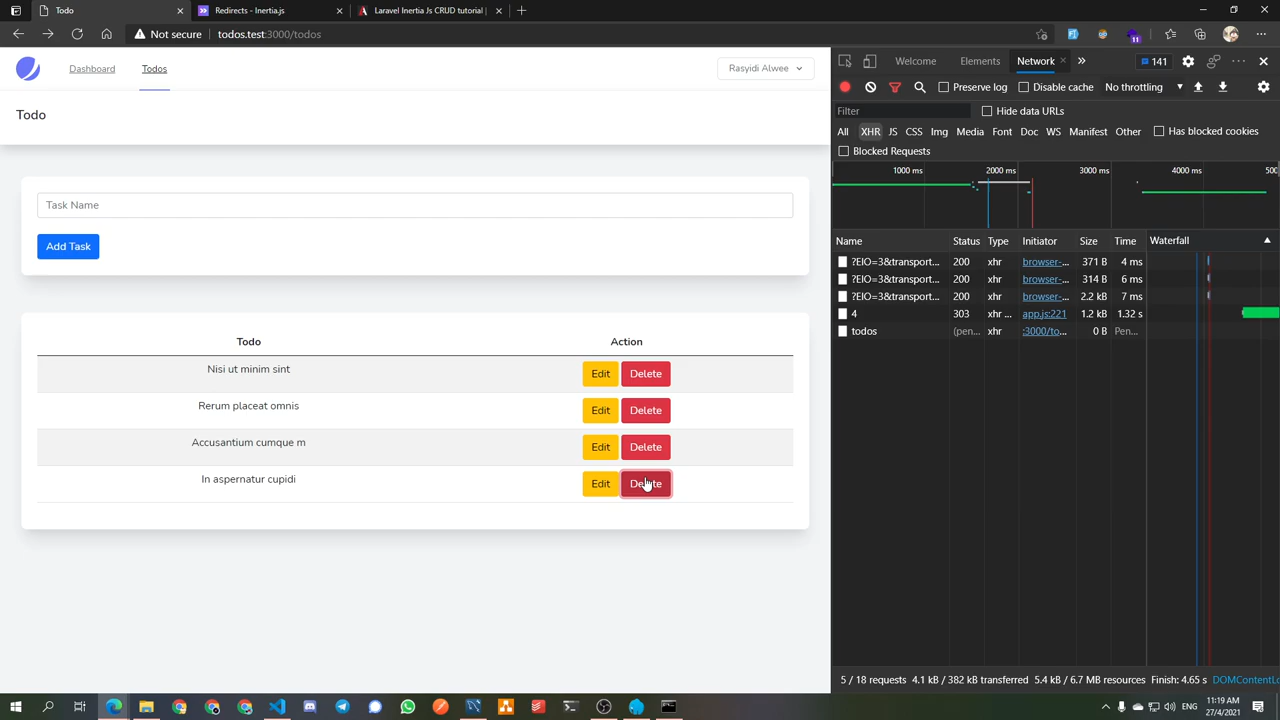 Todo
Redirects - Inertia.js
Laravel Inertia Js CRUD tutorial
Not secure
todos.test:3000/todos
11
Dashboard
Todos
Rasyidi Alwee
Todo
Task Name
Add Task
Todo
Action
Nisi ut minim sint
Edit
Delete
Rerum placeat omnis
Edit
Delete
Accusantium cumque m
Edit
Delete
In aspernatur cupidi
Edit
Delete
Welcome
Elements
Network
141
Preserve log
Disable cache
No throttling
Filter
Hide data URLs
All
XHR
JS
CSS
Img
Media
Font
Doc
WS
Manifest
Other
Has blocked cookies
Blocked Requests
1000 ms
2000 ms
3000 ms
4000 ms
500
Name
Status
Type
Initiator
Size
Time
Waterfall
?EIO=3&transport... 200 xhr browser-... 371 B 4 ms
?EIO=3&transport... 200 xhr browser-... 314 B 6 ms
?EIO=3&transport... 200 xhr browser-... 2.2 kB 7 ms
4 303 xhr ... app.js:221 1.2 kB 1.32 s
todos (pen... xhr :3000/to... 0 B Pen...
5 / 18 requests 4.1 kB / 382 kB transferred 5.4 kB / 6.7 MB resources Finish: 4.65 s DOMContentLo
ENG
11:19 AM
27/4/2021